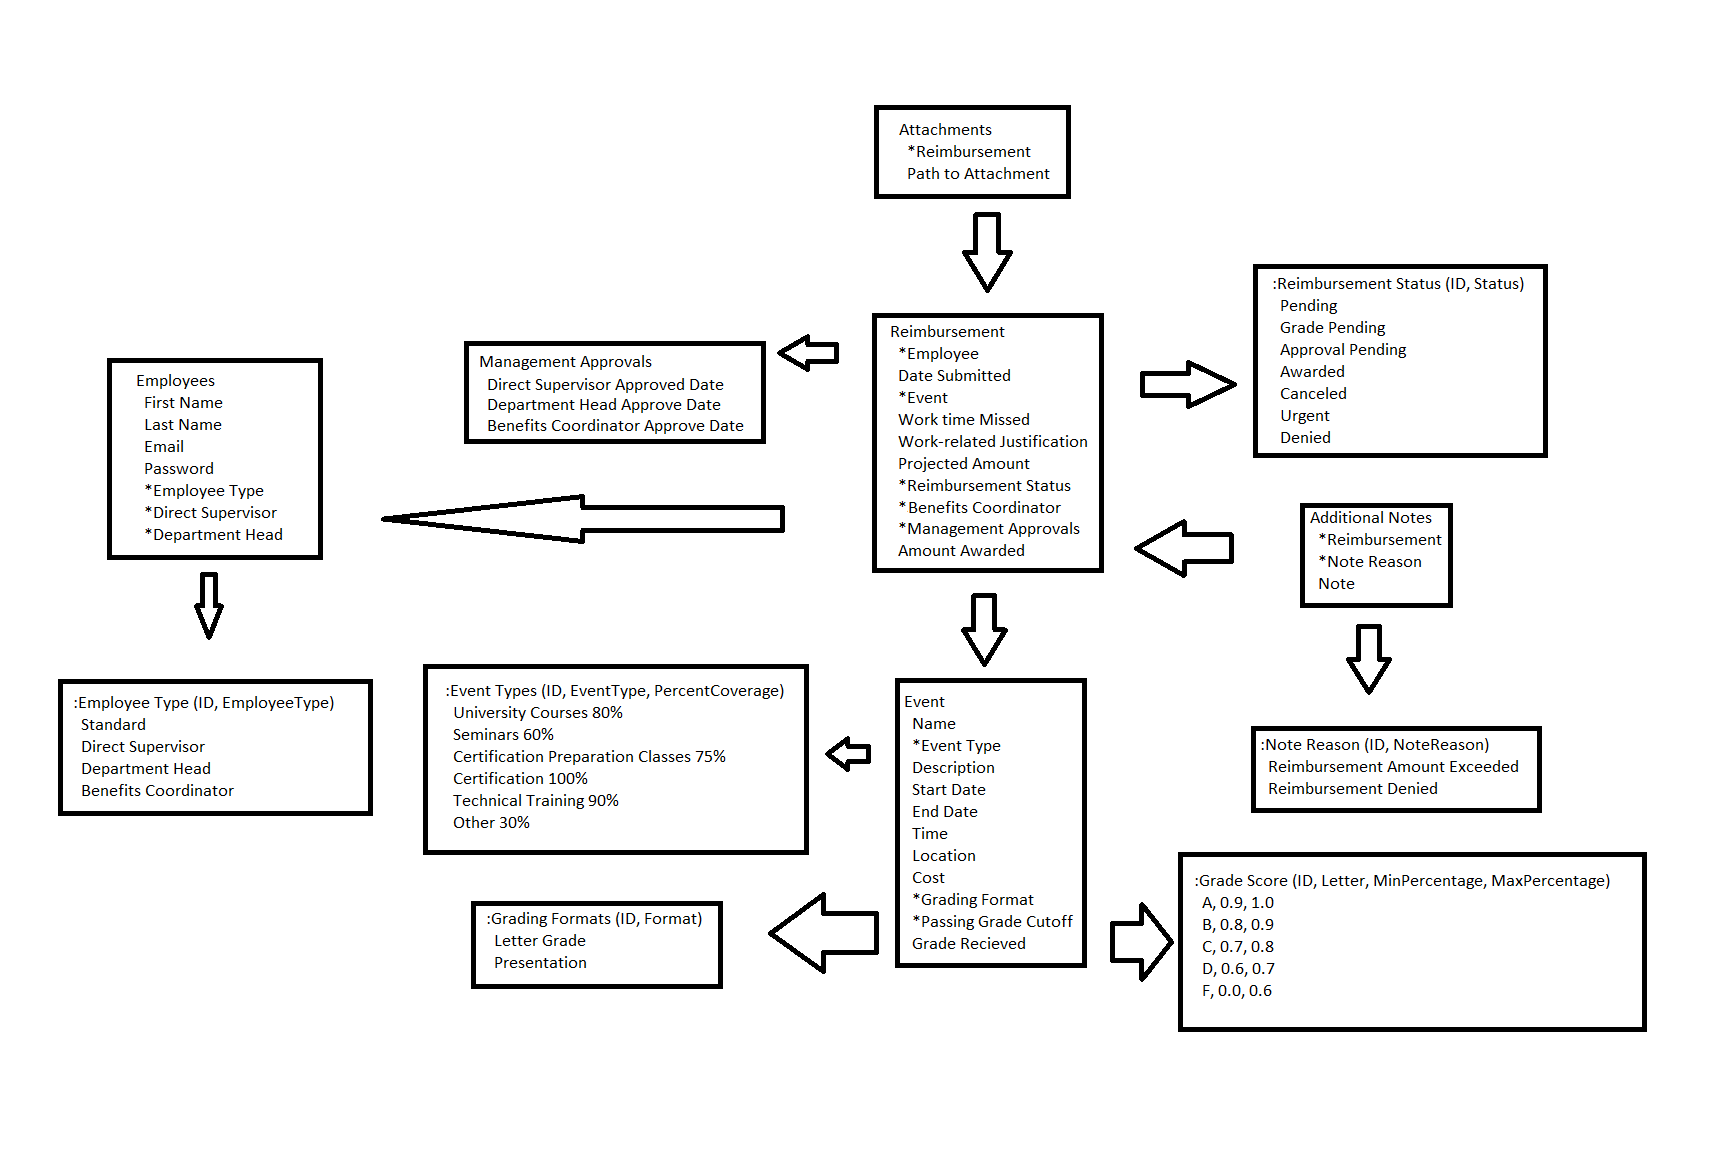 Attachments
*Reimbursement
Path to Attachment
:Reimbursement Status (ID, Status)
Pending
Grade Pending
Approval Pending
Awarded
Canceled
Urgent
Denied
Reimbursement
*Employee
Date Submitted
*Event
Work time Missed
Work-related Justification
Projected Amount
*Reimbursement Status
*Benefits Coordinator
*Management Approvals
Amount Awarded
Management Approvals
Direct Supervisor Approved Date
Department Head Approve Date
Benefits Coordinator Approve Date
Employees
First Name
Last Name
Email
Password
*Employee Type
*Direct Supervisor
*Department Head
Additional Notes
*Reimbursement
*Note Reason
Note
:Employee Type (ID, EmployeeType)
Standard
Direct Supervisor
Department Head
Benefits Coordinator
:Event Types (ID, EventType, PercentCoverage)
University Courses 80%
Seminars 60%
Certification Preparation Classes 75%
Certification 100%
Technical Training 90%
Other 30%
Event
Name
*Event Type
Description
Start Date
End Date
Time
Location
Cost
*Grading Format
*Passing Grade Cutoff
Grade Recieved
:Note Reason (ID, NoteReason)
Reimbursement Amount Exceeded
Reimbursement Denied
:Grading Formats (ID, Format)
Letter Grade
Presentation
:Grade Score (ID, Letter, MinPercentage, MaxPercentage)
A, 0.9, 1.0
B, 0.8, 0.9
C, 0.7, 0.8
D, 0.6, 0.7
F, 0.0, 0.6